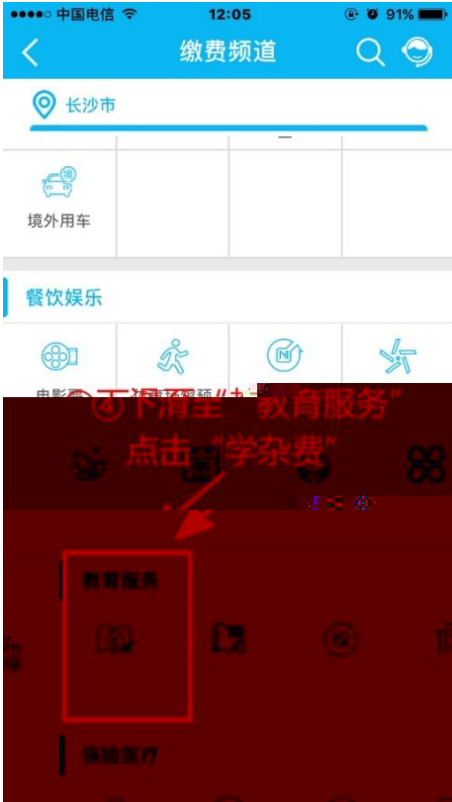 中国电信 12:05 91%
缴费频道
长沙市
境外用车
餐饮娱乐
④下滑至“教育服务”
点击“学杂费”
教育服务
保险医疗